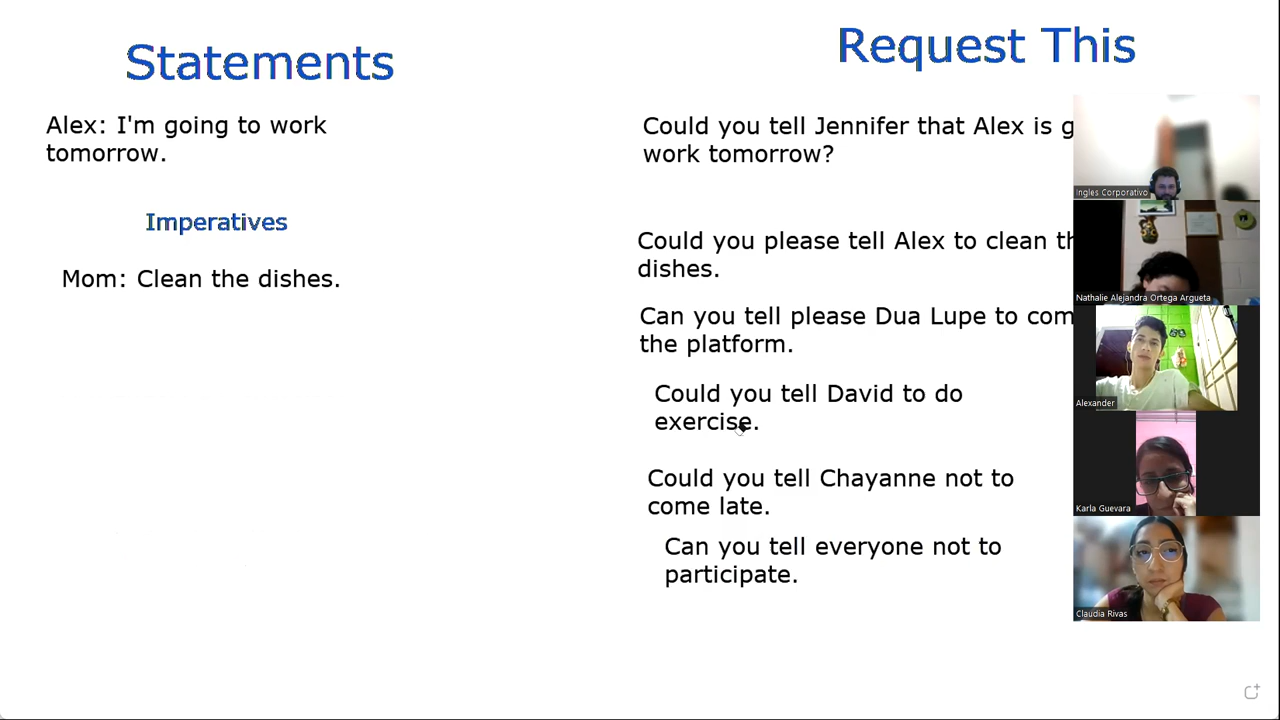 Statements
Request This
Alex: I'm going to work
tomorrow.
Could you tell Jennifer that Alex is
work tomorrow?
Imperatives
Mom: Clean the dishes.
Could you please tell Alex to clean
dishes.
Can you tell please Dua Lupe to
the platform.
Could you tell David to do
exercise.
Could you tell Chayanne not to
come late.
Can you tell everyone not to
participate.
Ingles Corporativo
Nathalie Alejandra Ortega Argueta
Alexander
Karla Guevara
Claudia Rivas